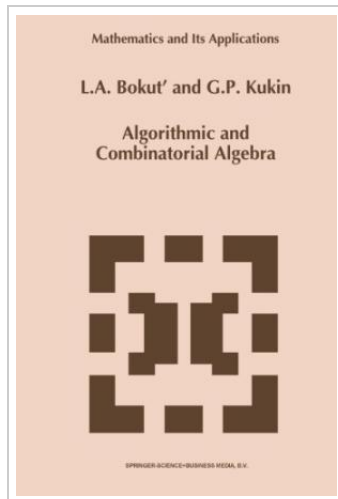 Mathematics and Its Applications
L.A. Bokut' and G.P. Kukin
Algorithmic and
Combinatorial Algebra
SPRINGER-SCIENCE+BUSINESS MEDIA, B.V.